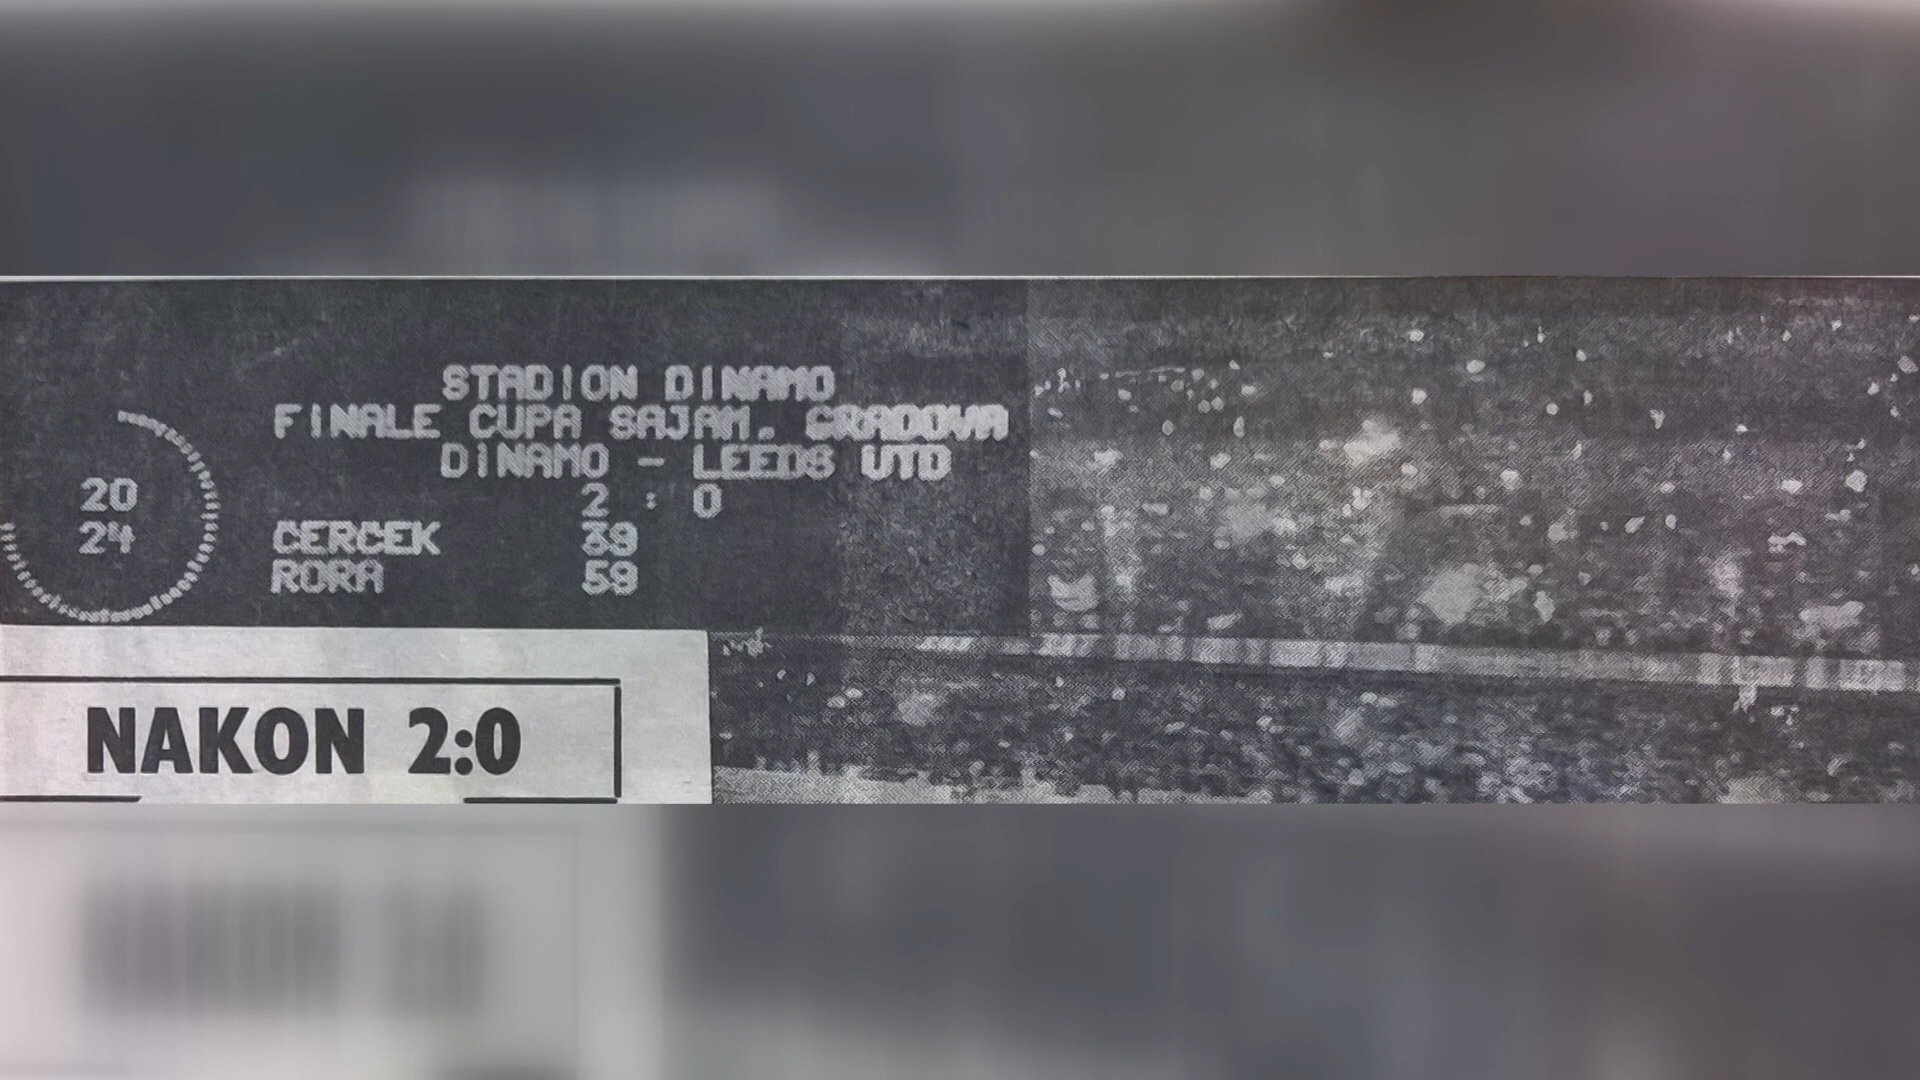 STADION DINAMO
FINALE CUPA SAJAM. GRADOVA
DINAMO - LEEDS UTD
2 : 0
20
24
CERCEK 39
RORA 59
NAKON 2:0